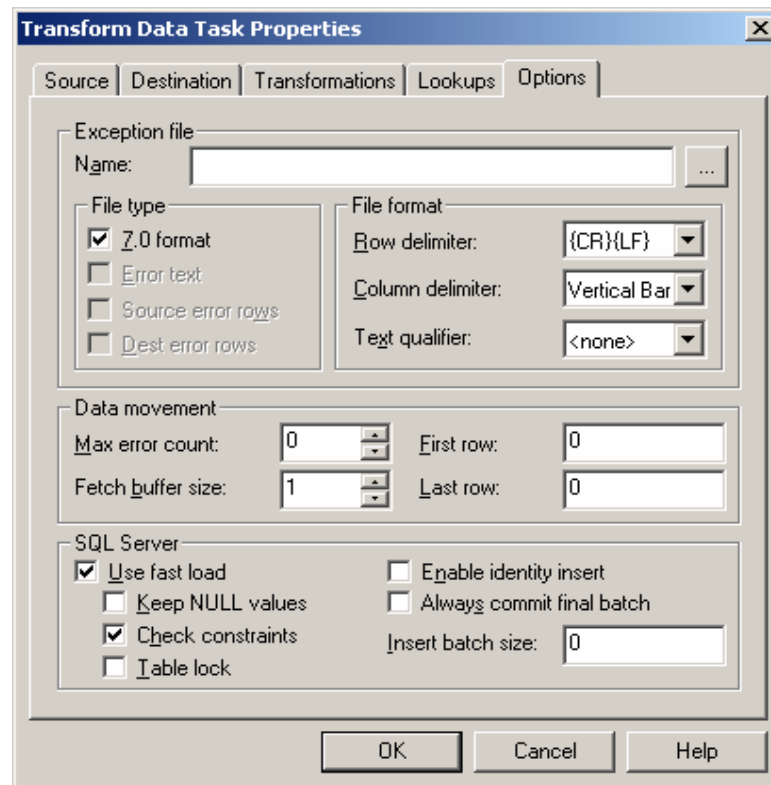 Transform Data Task Properties
Source Destination Transformations Lookups Options
Exception file
Name: ...
File type
7.0 format
Error text
Source error rows
Dest error rows
File format
Row delimiter: {CR}{LF}
Column delimiter: Vertical Bar
Text qualifier: <none>
Data movement
Max error count: 0 First row: 0
Fetch buffer size: 1 Last row: 0
SQL Server
Use fast load Enable identity insert
Keep NULL values Always commit final batch
Check constraints Insert batch size: 0
Table lock
OK Cancel Help